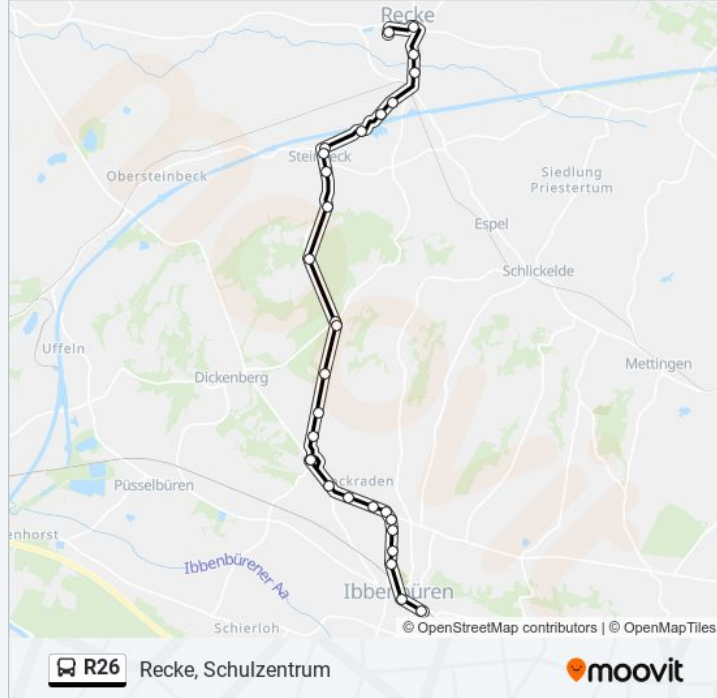 Recke
Steinbeck
Obersteinbeck
Siedlung
Priestertum
Espel
Schlickelde
Uffeln
Mettingen
Dickenberg
ckraden
Püsselbüren
enhorst
Ibbenbürener Aa
Ibbenbüren
Schierloh
© OpenStreetMap contributors | © OpenMapTiles
R26 Recke, Schulzentrum
moovit
moovit